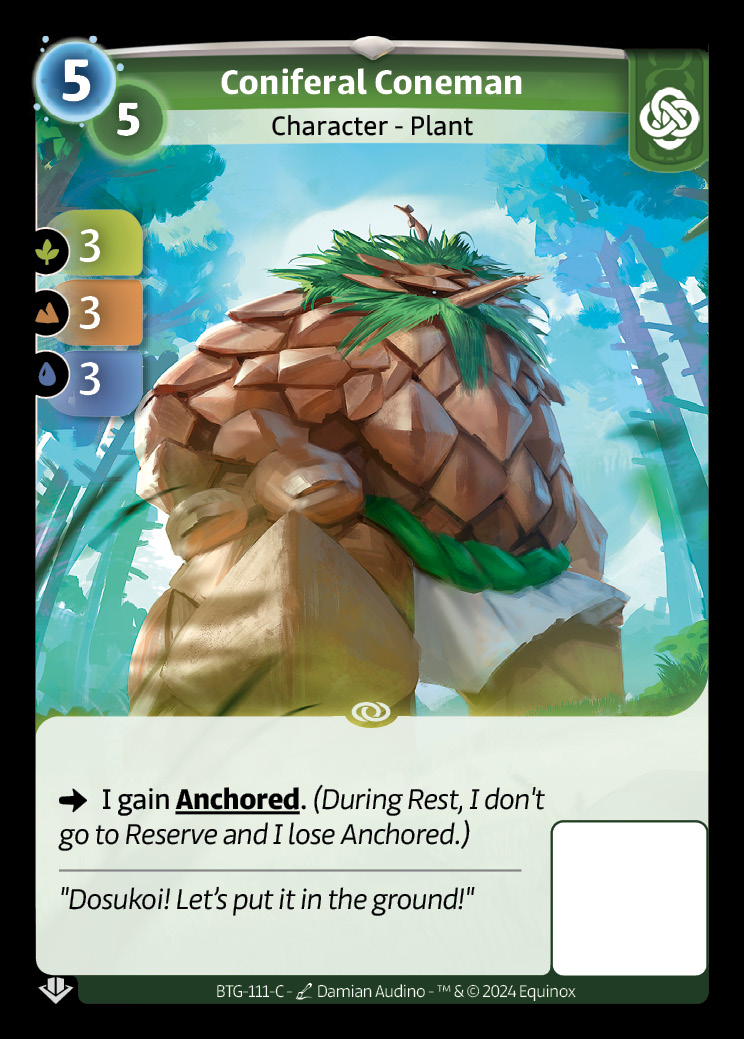 5
Coniferal Coneman
5
Character - Plant
3
3
3
I gain Anchored. (During Rest, I don't
go to Reserve and I lose Anchored.)
"Dosukoi! Let’s put it in the ground!"
BTG-111-C - Damian Audino - ™ & © 2024 Equinox